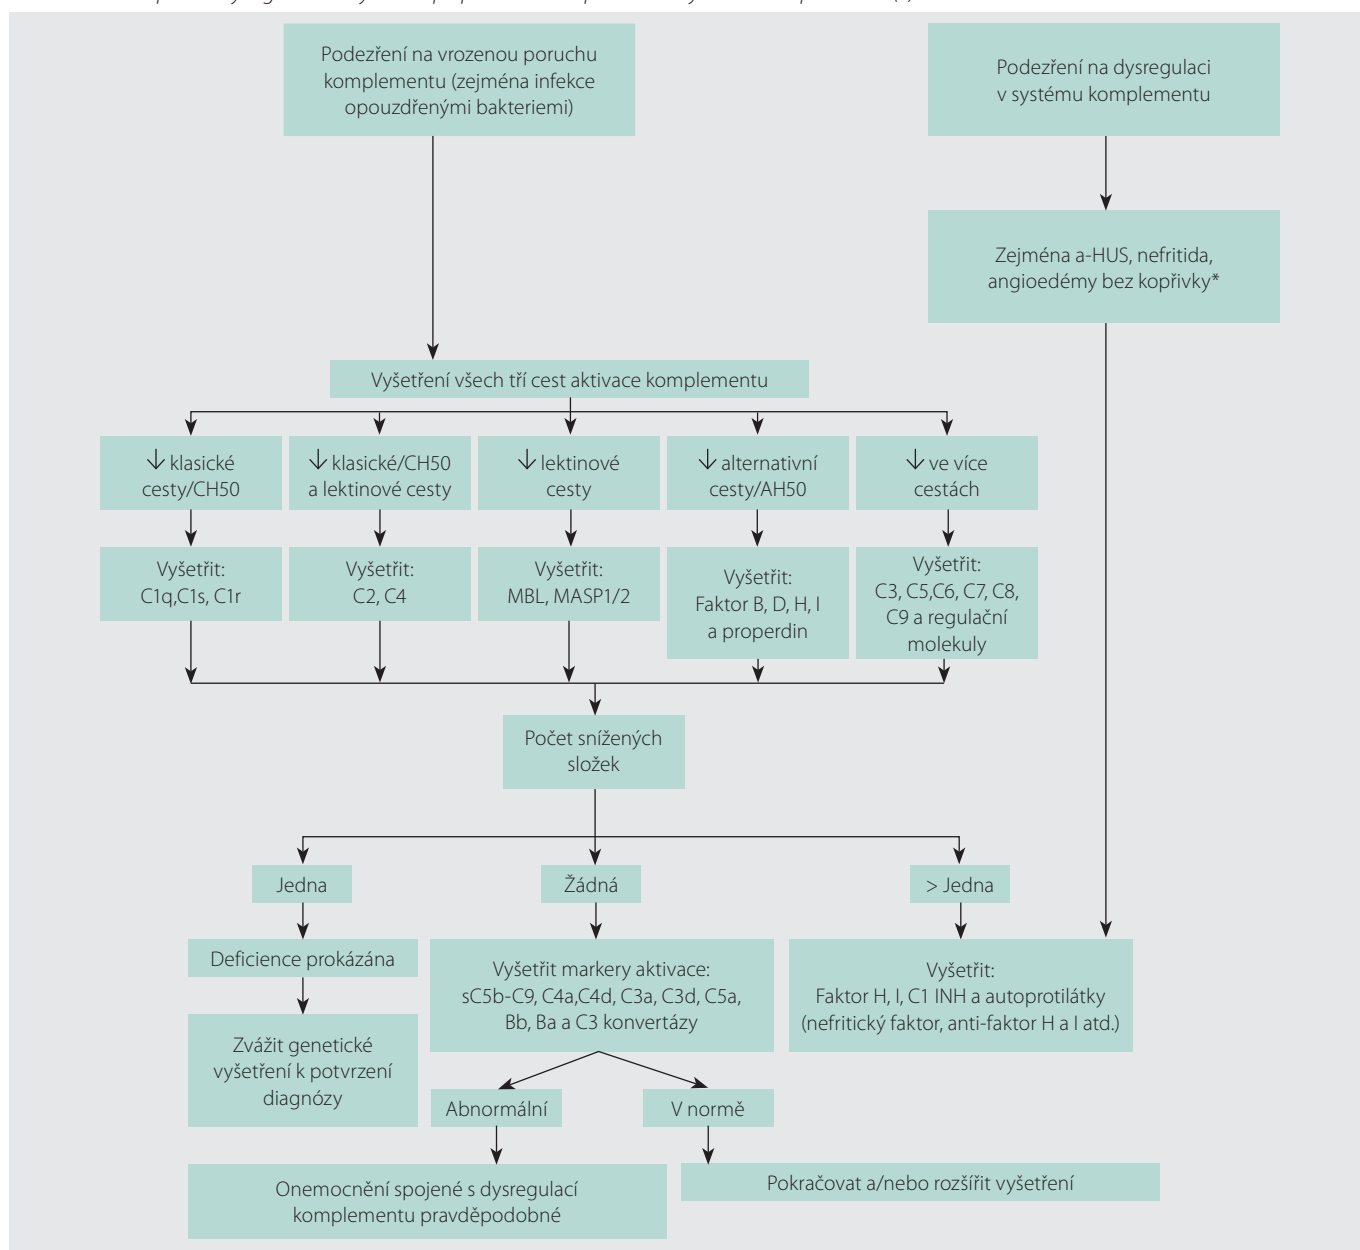 Podezření na vrozenou poruchu
komplementu (zejména infekce
opouzdřenými bakteriemi)
Podezření na dysregulaci
v systému komplementu
Zejména a-HUS, nefritida,
angioedémy bez kopřivky*
Vyšetření všech tří cest aktivace komplementu
↓ klasické
cesty/CH50
↓ klasické/CH50
a lektinové cesty
↓ lektinové
cesty
↓ alternativní
cesty/AH50
↓ ve více
cestách
Vyšetřit:
C1q,C1s, C1r
Vyšetřit:
C2, C4
Vyšetřit:
MBL, MASP1/2
Vyšetřit:
Faktor B, D, H, I
a properdin
Vyšetřit:
C3, C5,C6, C7, C8,
C9 a regulační
molekuly
Počet snížených
složek
Jedna
Žádná
> Jedna
Deficience prokázána
Vyšetřit markery aktivace:
sC5b-C9, C4a,C4d, C3a, C3d, C5a,
Bb, Ba a C3 konvertázy
Vyšetřit:
Faktor H, I, C1 INH a autoprotilátky
(nefritický faktor, anti-faktor H a I atd.)
Zvážit genetické
vyšetření k potvrzení
diagnózy
Abnormální
V normě
Onemocnění spojené s dysregulací
komplementu pravděpodobné
Pokračovat a/nebo rozšířit vyšetření